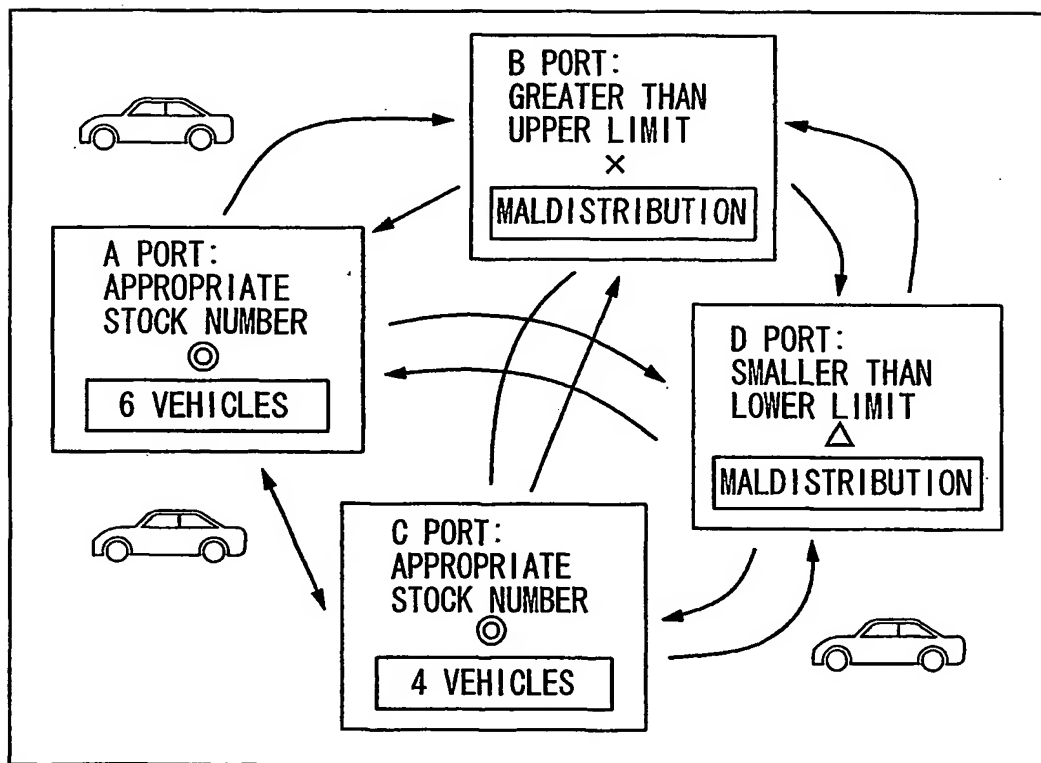 B PORT:
GREATER THAN
UPPER LIMIT
×
MALDISTRIBUTION
A PORT:
APPROPRIATE
STOCK NUMBER
◎
6 VEHICLES
D PORT:
SMALLER THAN
LOWER LIMIT
△
MALDISTRIBUTION
C PORT:
APPROPRIATE
STOCK NUMBER
◎
4 VEHICLES